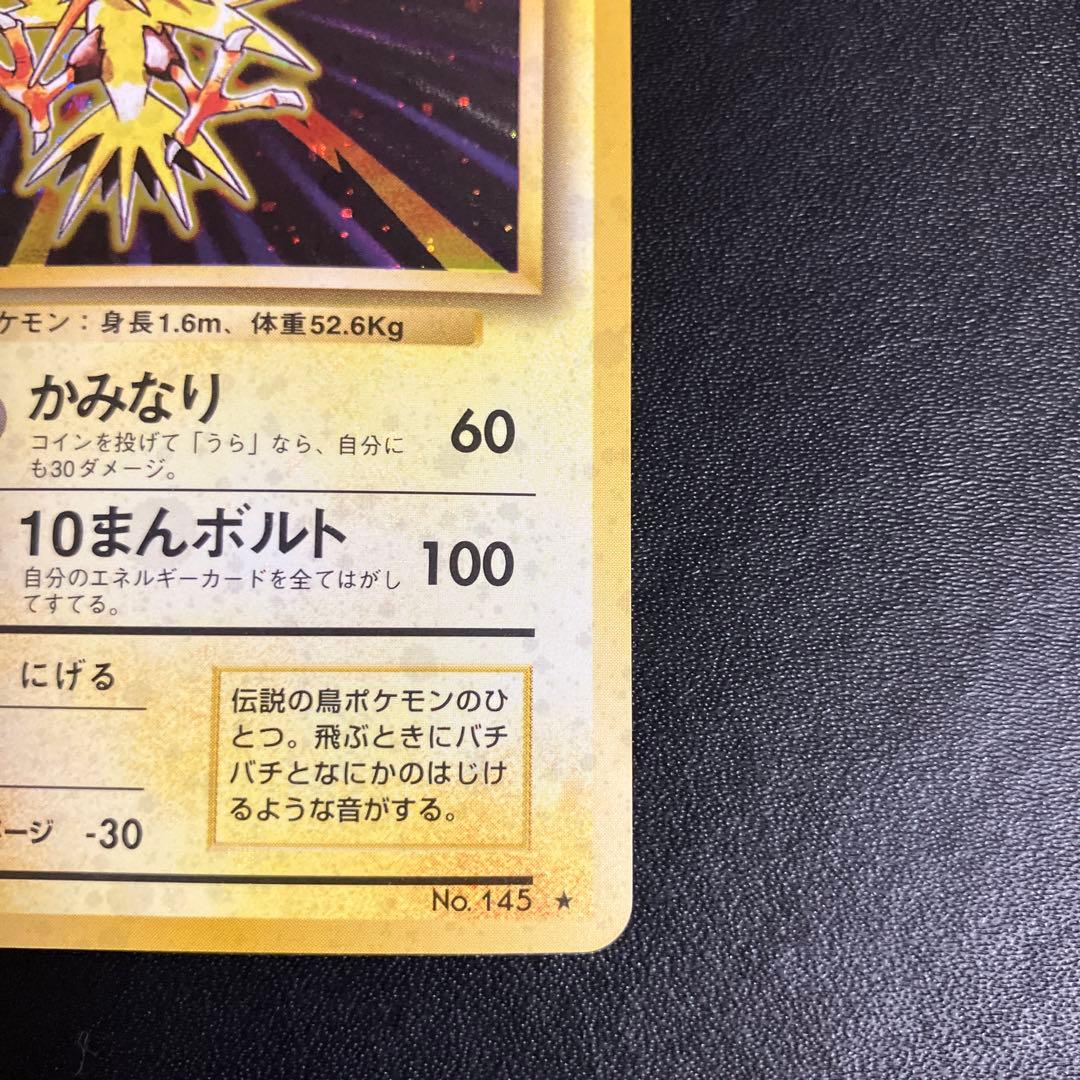 ケモン：身長1.6m、体重52.6Kg
かみなり
60
コインを投げて「うら」なら、自分に
も30ダメージ。
10まんボルト
100
自分のエネルギーカードを全てはがし
てすてる。
にげる
伝説の鳥ポケモンのひ
とつ。飛ぶときにバチ
バチとなにかのはじけ
るような音がする。
ージ -30
No. 145 ★